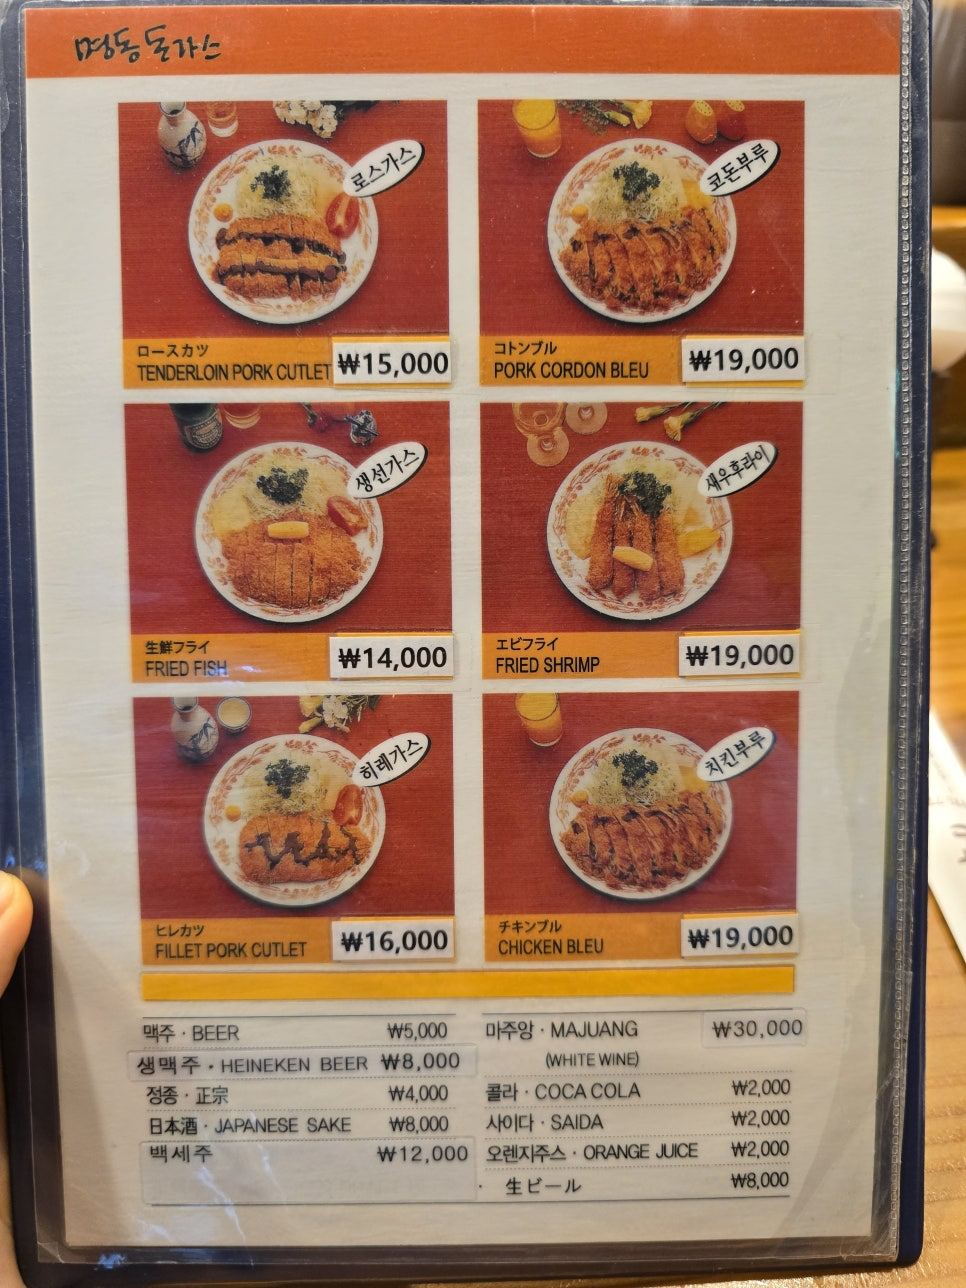 명동돈가스
로스가스
ロースカツ
TENDERLOIN PORK CUTLET ₩15,000
코돈부루
コトンブル
PORK CORDON BLEU ₩19,000
생선가스
生鮮フライ
FRIED FISH ₩14,000
새우후라이
エビフライ
FRIED SHRIMP ₩19,000
히레가스
ヒレカツ
FILLET PORK CUTLET ₩16,000
치킨부루
チキンブル
CHICKEN BLEU ₩19,000
맥주 · BEER ₩5,000
생맥주 · HEINEKEN BEER ₩8,000
정종 · 正宗 ₩4,000
日本酒 · JAPANESE SAKE ₩8,000
백세주 ₩12,000
마주앙 · MAJUANG ₩30,000
(WHITE WINE)
콜라 · COCA COLA ₩2,000
사이다 · SAIDA ₩2,000
오렌지주스 · ORANGE JUICE ₩2,000
· 生ビール ₩8,000